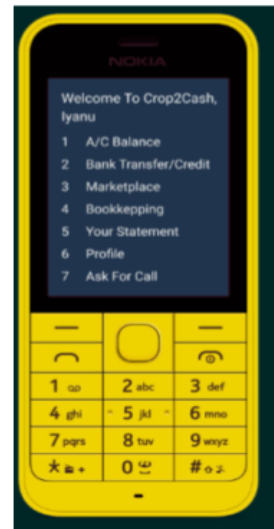 NOKIA
Welcome To Crop2Cash,
Iyanu
1 A/C Balance
2 Bank Transfer/Credit
3 Marketplace
4 Bookkepping
5 Your Statement
6 Profile
7 Ask For Call
1
2 abc
3 def
4 ghi
5 jkl
6 mno
7 pqrs
8 tuv
9 wxyz
* +
0
#